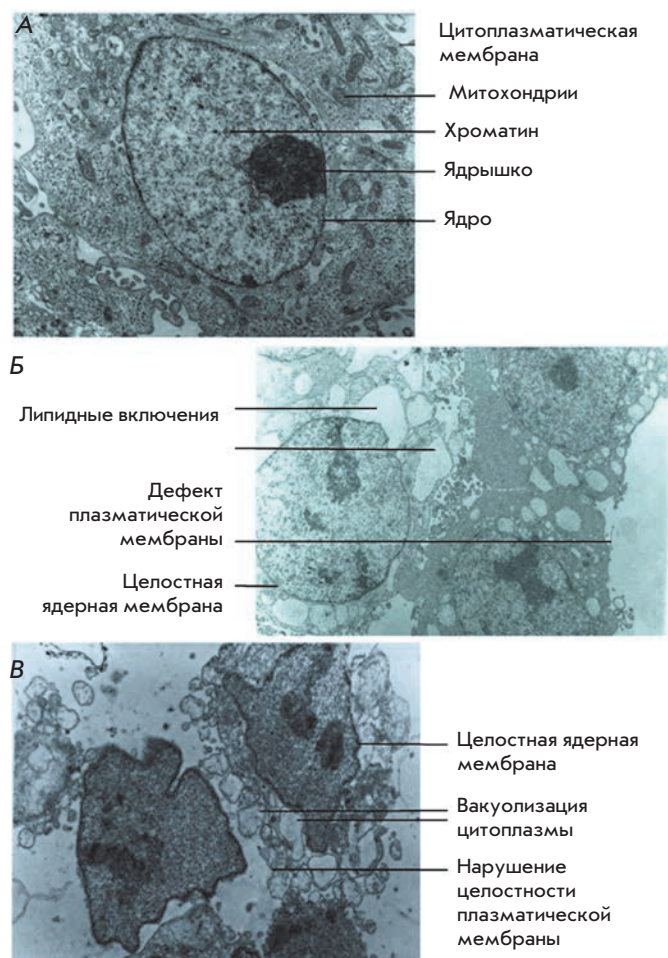 А
Цитоплазматическая
мембрана
Митохондрии
Хроматин
Ядрышко
Ядро
Б
Липидные включения
Дефект
плазматической
мембраны
Целостная
ядерная мембрана
В
Целостная ядерная
мембрана
Вакуолизация
цитоплазмы
Нарушение
целостности
плазматической
мембраны